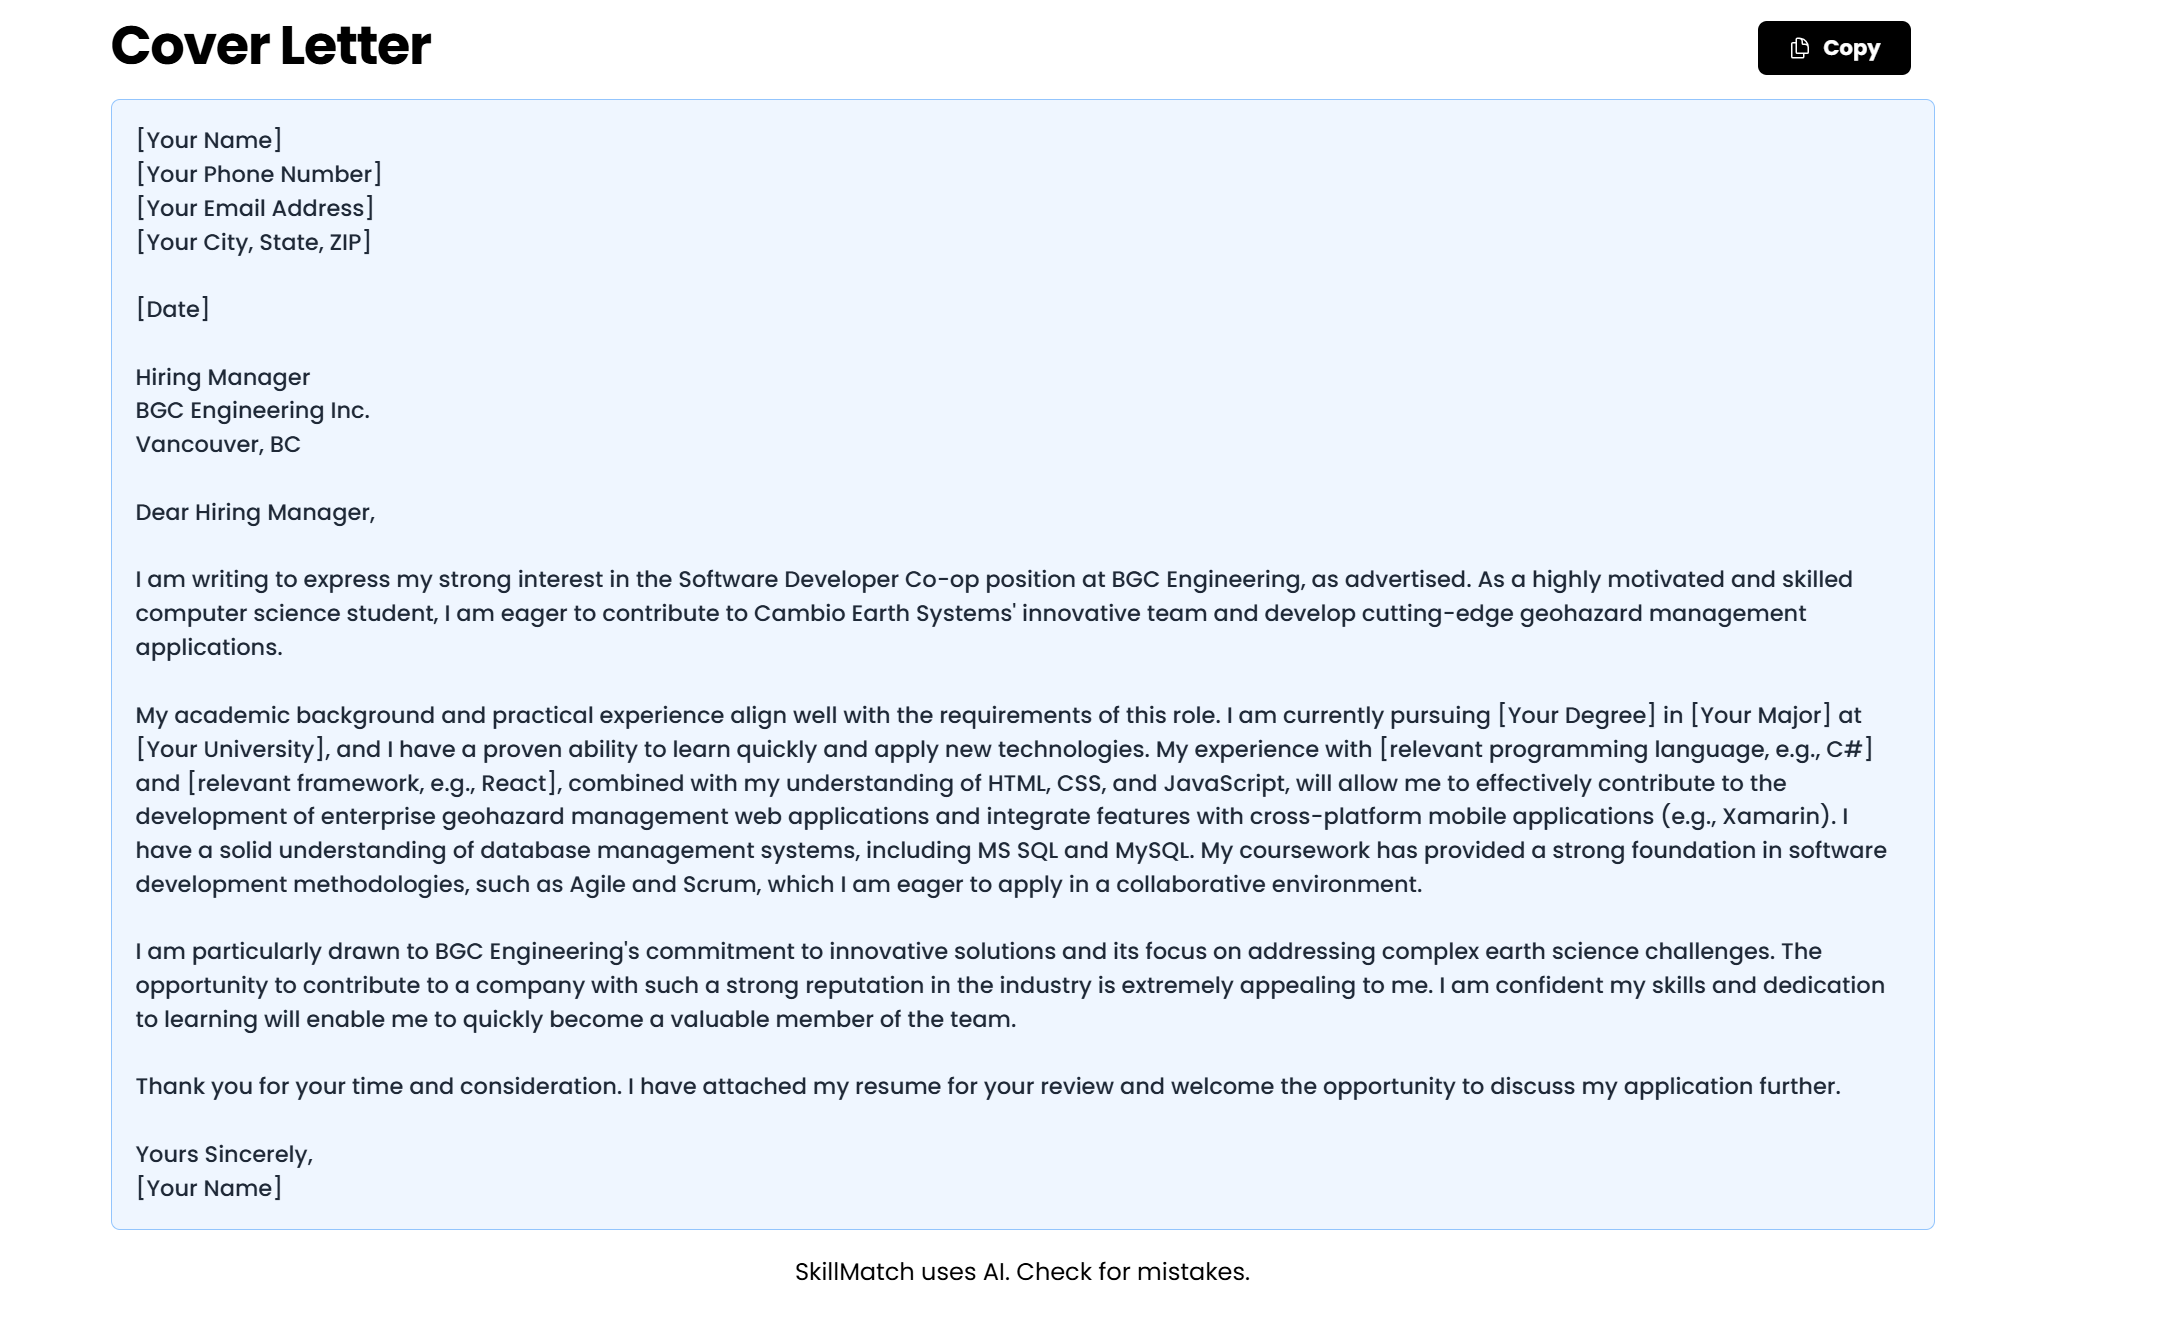 Cover Letter
Copy
[Your Name]
[Your Phone Number]
[Your Email Address]
[Your City, State, ZIP]
[Date]
Hiring Manager
BGC Engineering Inc.
Vancouver, BC
Dear Hiring Manager,
I am writing to express my strong interest in the Software Developer Co-op position at BGC Engineering, as advertised. As a highly motivated and skilled
computer science student, I am eager to contribute to Cambio Earth Systems' innovative team and develop cutting-edge geohazard management
applications.
My academic background and practical experience align well with the requirements of this role. I am currently pursuing [Your Degree] in [Your Major] at
[Your University], and I have a proven ability to learn quickly and apply new technologies. My experience with [relevant programming language, e.g., C#]
and [relevant framework, e.g., React], combined with my understanding of HTML, CSS, and JavaScript, will allow me to effectively contribute to the
development of enterprise geohazard management web applications and integrate features with cross-platform mobile applications (e.g., Xamarin). I
have a solid understanding of database management systems, including MS SQL and MySQL. My coursework has provided a strong foundation in software
development methodologies, such as Agile and Scrum, which I am eager to apply in a collaborative environment.
I am particularly drawn to BGC Engineering's commitment to innovative solutions and its focus on addressing complex earth science challenges. The
opportunity to contribute to a company with such a strong reputation in the industry is extremely appealing to me. I am confident my skills and dedication
to learning will enable me to quickly become a valuable member of the team.
Thank you for your time and consideration. I have attached my resume for your review and welcome the opportunity to discuss my application further.
Yours Sincerely,
[Your Name]
SkillMatch uses AI. Check for mistakes.